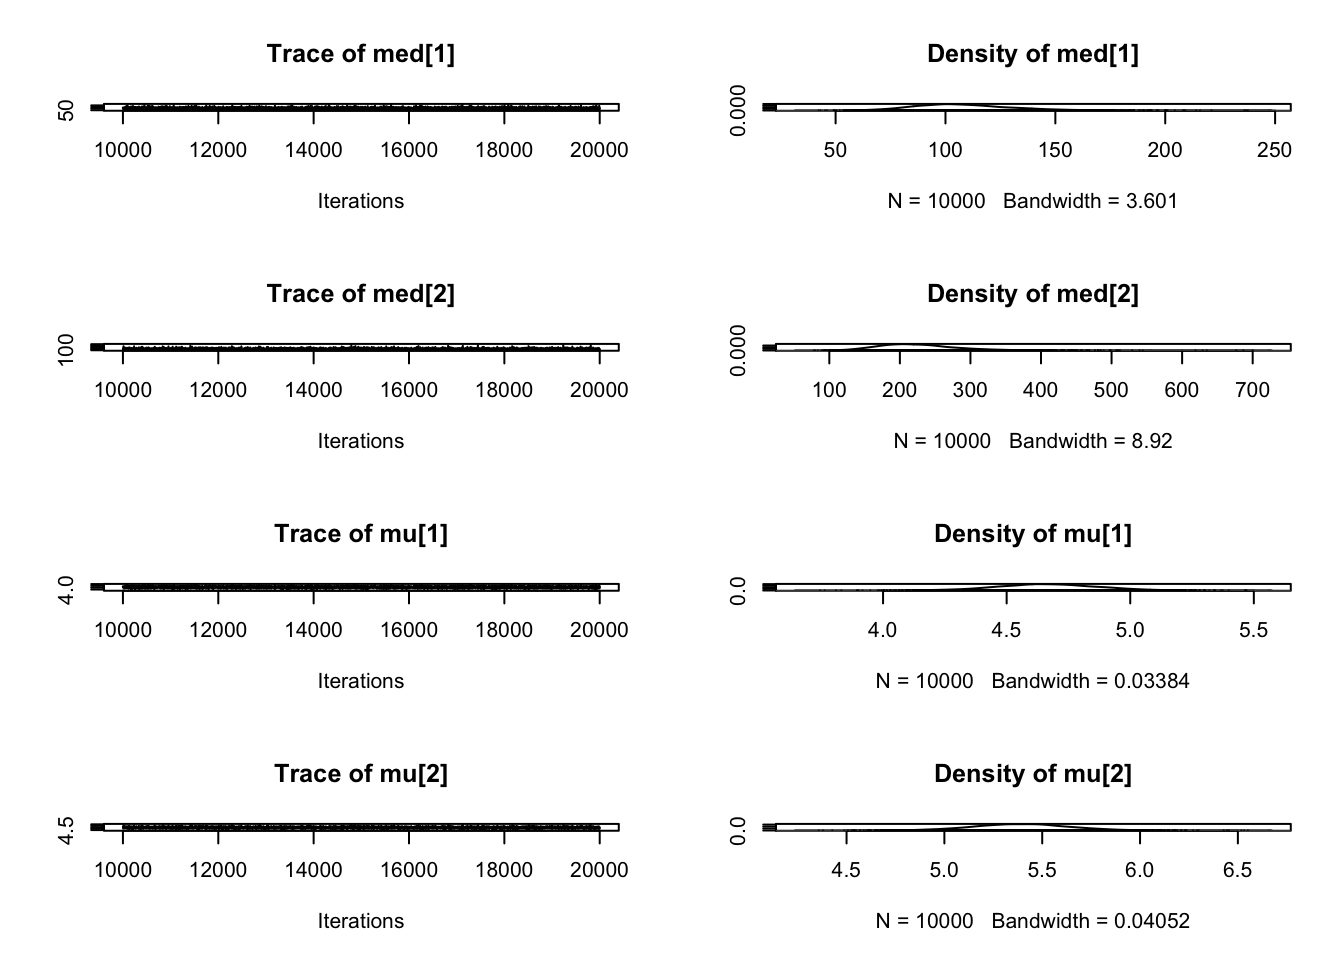 Trace of med[1]
50
10000 12000 14000 16000 18000 20000
Iterations
Density of med[1]
0.000
50 100 150 200 250
N = 10000 Bandwidth = 3.601
Trace of med[2]
100
10000 12000 14000 16000 18000 20000
Iterations
Density of med[2]
0.000
100 200 300 400 500 600 700
N = 10000 Bandwidth = 8.92
Trace of mu[1]
4.0
10000 12000 14000 16000 18000 20000
Iterations
Density of mu[1]
0.0
4.0 4.5 5.0 5.5
N = 10000 Bandwidth = 0.03384
Trace of mu[2]
4.5
10000 12000 14000 16000 18000 20000
Iterations
Density of mu[2]
0.0
4.5 5.0 5.5 6.0 6.5
N = 10000 Bandwidth = 0.04052